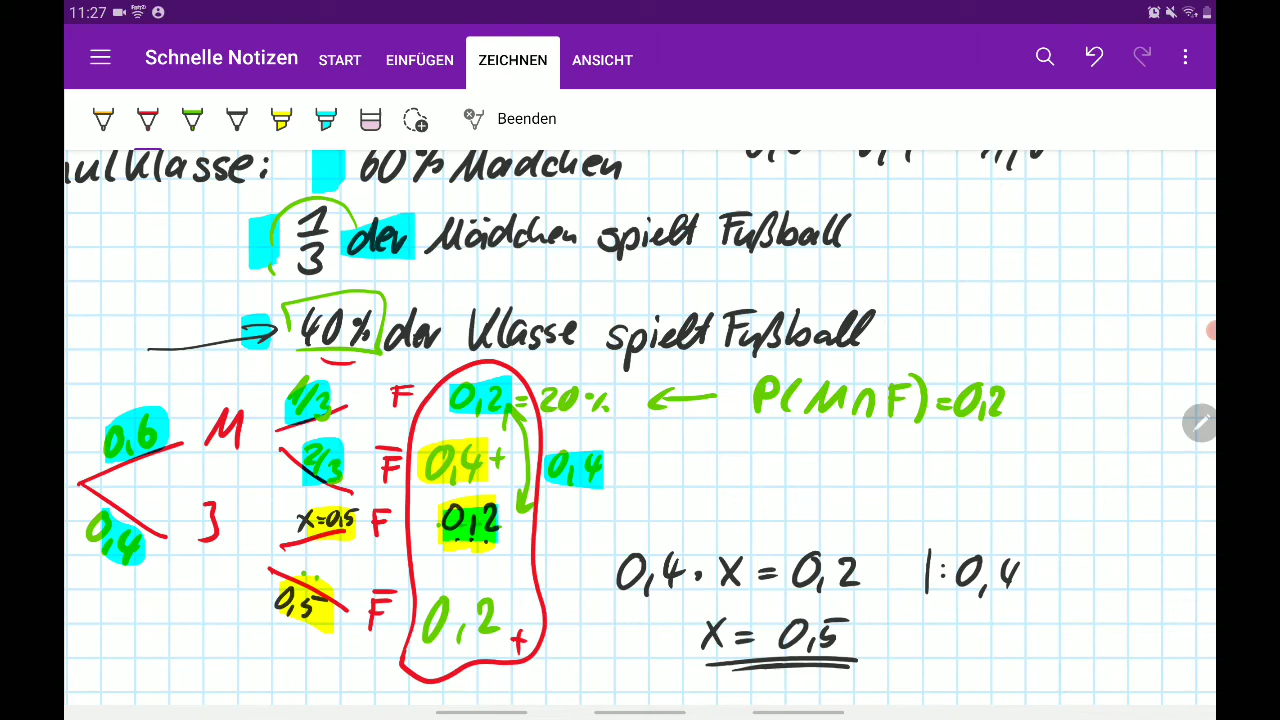 11:27
Schnelle Notizen START EINFÜGEN ZEICHNEN ANSICHT
Beenden
60% Mädchen
1/3 der Mädchen spielt Fußball
40% der Klasse spielt Fußball
1/3 F 0,2 = 20% ← P(M∩F)=0,2
0,6 M
2/3 F̅ 0,4 + 0,4
0,4 J x=0,5 F 0,2
0,4 · x = 0,2 |:0,4
0,5 F̅ 0,2 +
x = 0,5